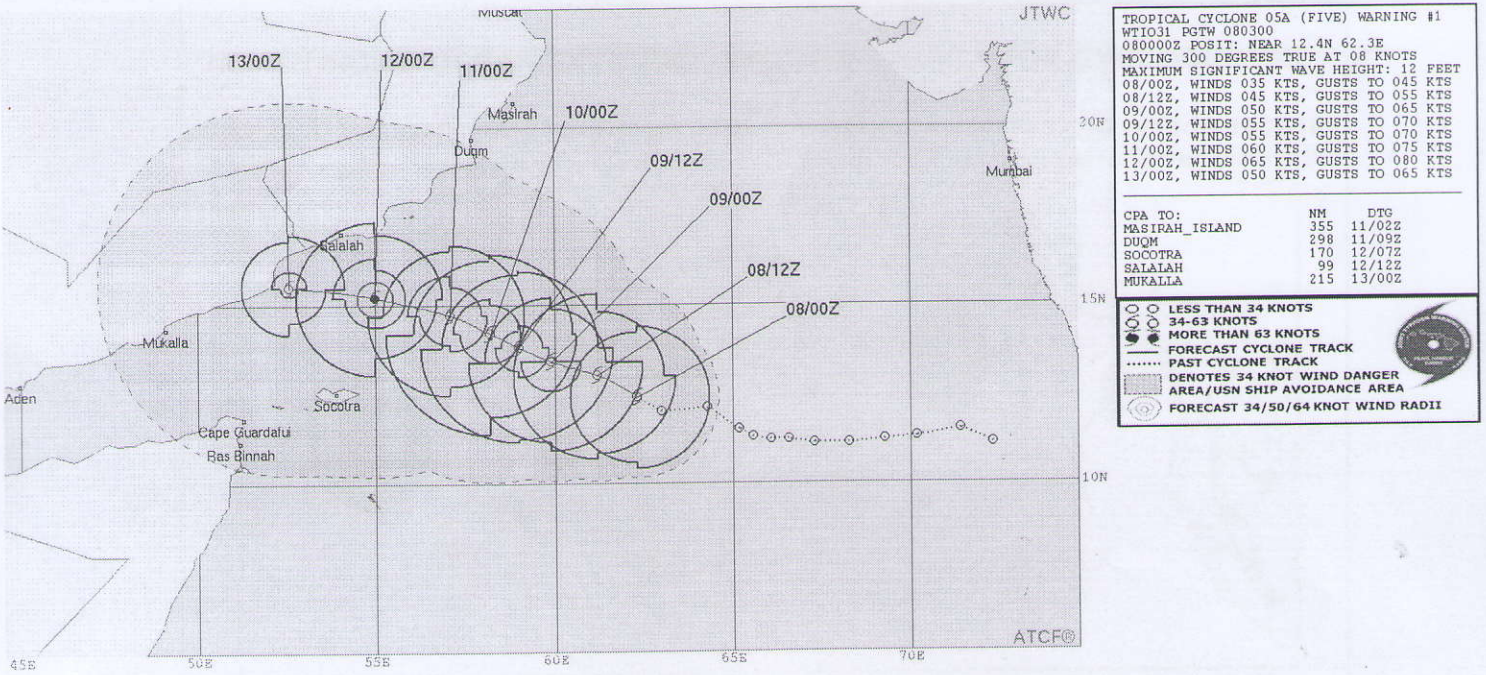 Muscat
JTWC
13/00Z
12/00Z
11/00Z
10/00Z
09/12Z
09/00Z
08/12Z
08/00Z
Masirah
Duqm
Salalah
Mukalla
Aden
Socotra
Cape Guardafui
Ras Binnah
Mumbai
20N
15N
10N
45E
50E
55E
60E
65E
70E
ATCF®
TROPICAL CYCLONE 05A (FIVE) WARNING #1
WTIO31 PGTW 080300
080000Z POSIT: NEAR 12.4N 62.3E
MOVING 300 DEGREES TRUE AT 08 KNOTS
MAXIMUM SIGNIFICANT WAVE HEIGHT: 12 FEET
08/00Z, WINDS 035 KTS, GUSTS TO 045 KTS
08/12Z, WINDS 045 KTS, GUSTS TO 055 KTS
09/00Z, WINDS 050 KTS, GUSTS TO 065 KTS
09/12Z, WINDS 055 KTS, GUSTS TO 070 KTS
10/00Z, WINDS 055 KTS, GUSTS TO 070 KTS
11/00Z, WINDS 060 KTS, GUSTS TO 075 KTS
12/00Z, WINDS 065 KTS, GUSTS TO 080 KTS
13/00Z, WINDS 050 KTS, GUSTS TO 065 KTS
CPA TO: NM DTG
MASIRAH_ISLAND 355 11/02Z
DUQM 298 11/09Z
SOCOTRA 170 12/07Z
SALALAH 99 12/12Z
MUKALLA 215 13/00Z
LESS THAN 34 KNOTS
34-63 KNOTS
MORE THAN 63 KNOTS
FORECAST CYCLONE TRACK
PAST CYCLONE TRACK
DENOTES 34 KNOT WIND DANGER
AREA/USN SHIP AVOIDANCE AREA
FORECAST 34/50/64 KNOT WIND RADII